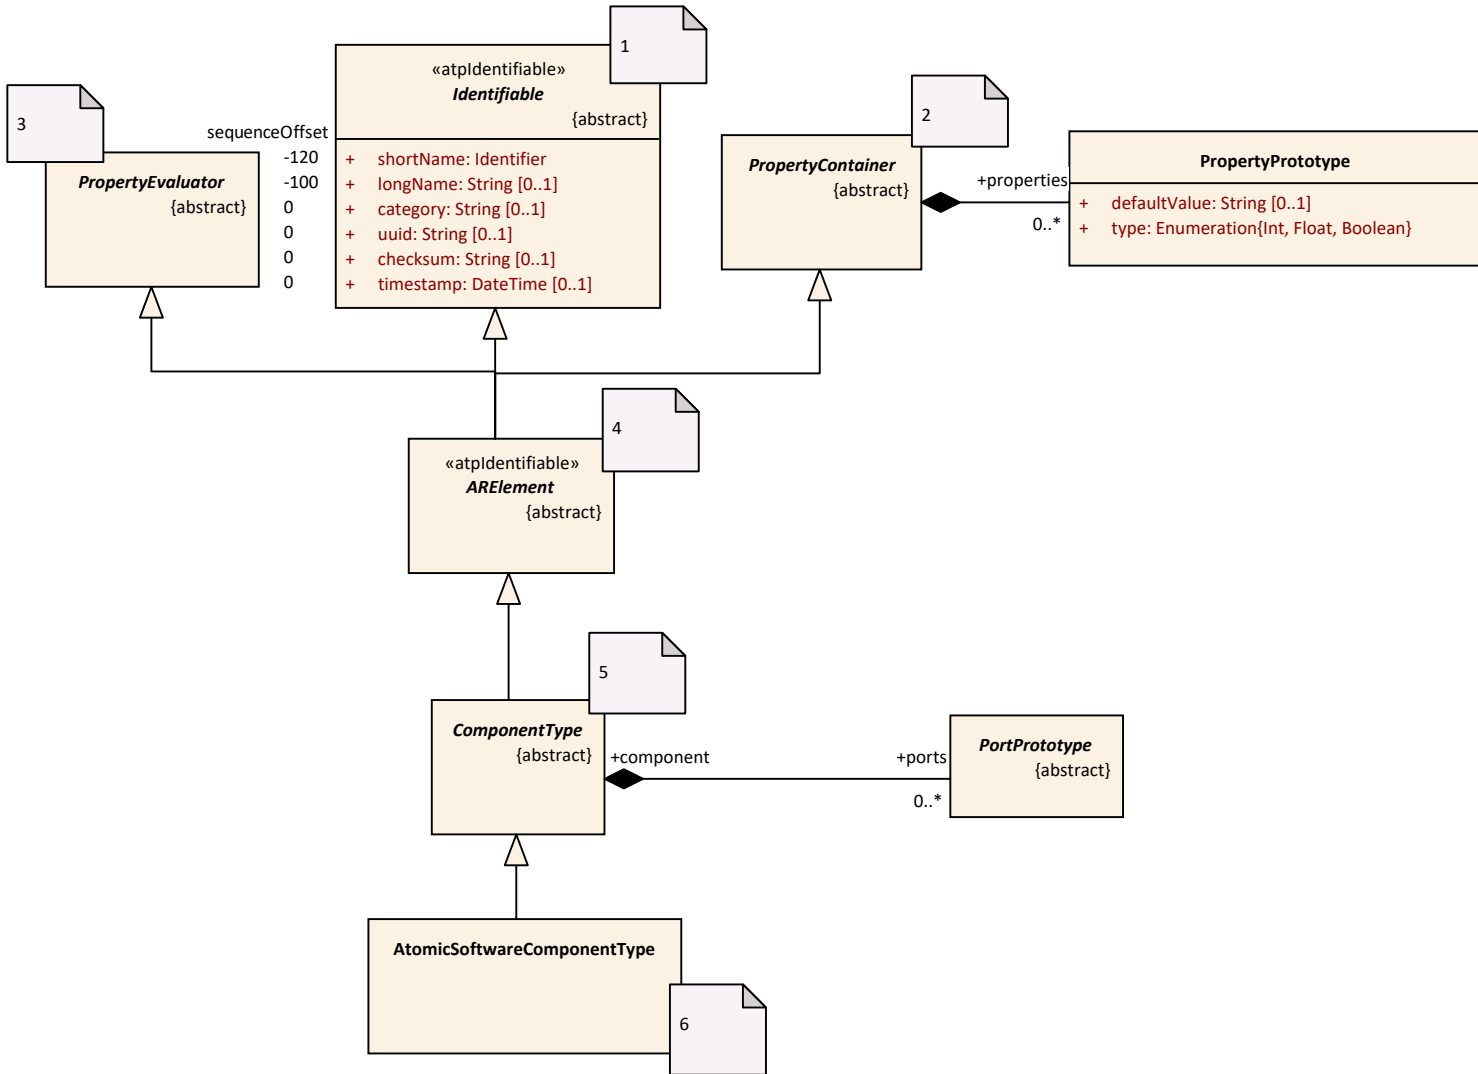 1
«atpIdentifiable»
Identifiable
{abstract}
sequenceOffset
-120 + shortName: Identifier
-100 + longName: String [0..1]
0 + category: String [0..1]
0 + uuid: String [0..1]
0 + checksum: String [0..1]
0 + timestamp: DateTime [0..1]
3
PropertyEvaluator
{abstract}
2
PropertyContainer
{abstract}
+properties
0..*
PropertyPrototype
+ defaultValue: String [0..1]
+ type: Enumeration{Int, Float, Boolean}
4
«atpIdentifiable»
ARElement
{abstract}
5
ComponentType
{abstract}
+component
+ports
0..*
PortPrototype
{abstract}
AtomicSoftwareComponentType
6